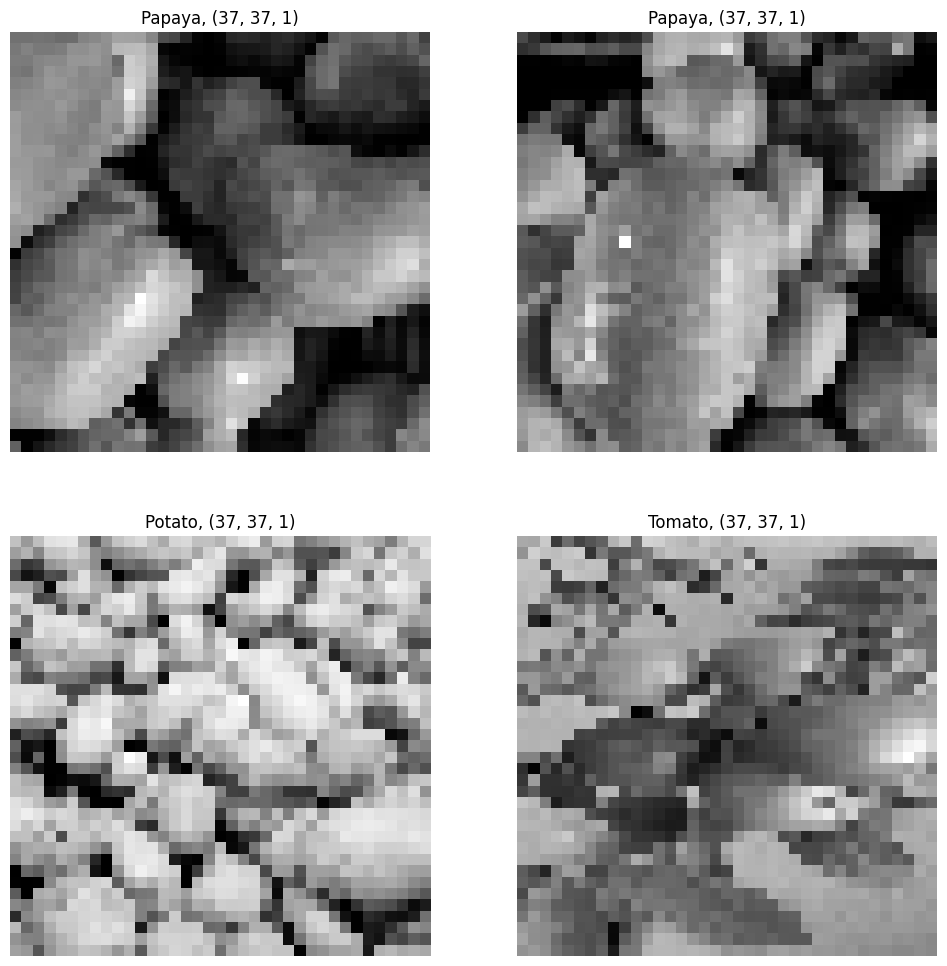 Papaya, (37, 37, 1)
Papaya, (37, 37, 1)
Potato, (37, 37, 1)
Tomato, (37, 37, 1)